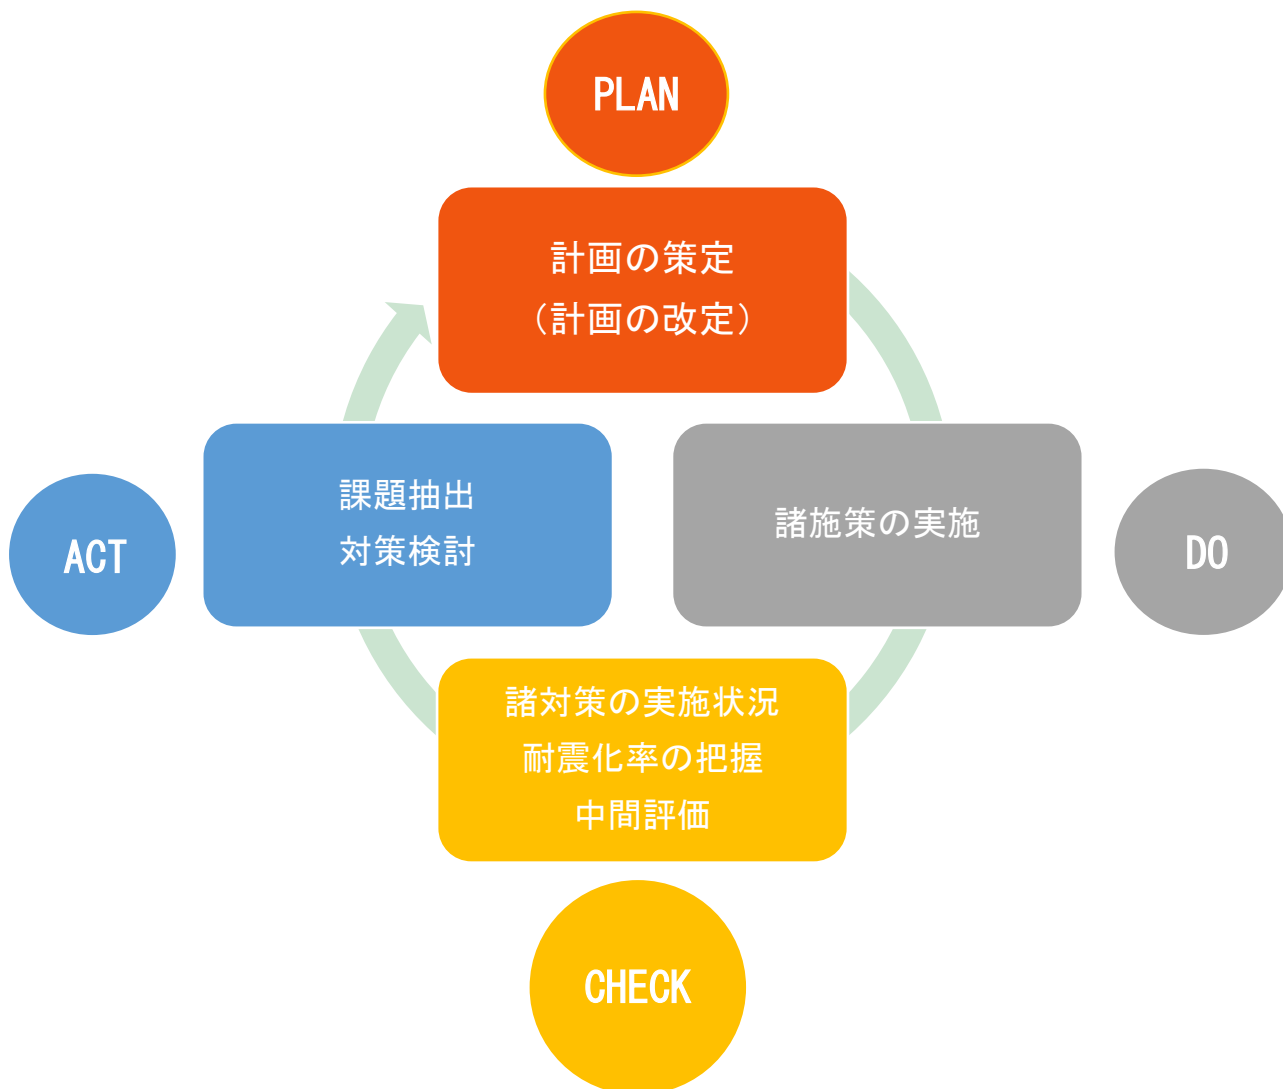 PLAN
計画の策定
（計画の改定）
課題抽出
対策検討
諸施策の実施
ACT
DO
諸対策の実施状況
耐震化率の把握
中間評価
CHECK